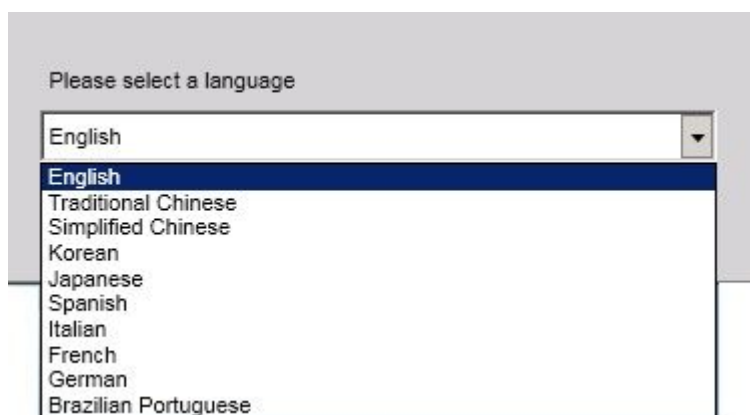 Please select a language
English
English
Traditional Chinese
Simplified Chinese
Korean
Japanese
Spanish
Italian
French
German
Brazilian Portuguese